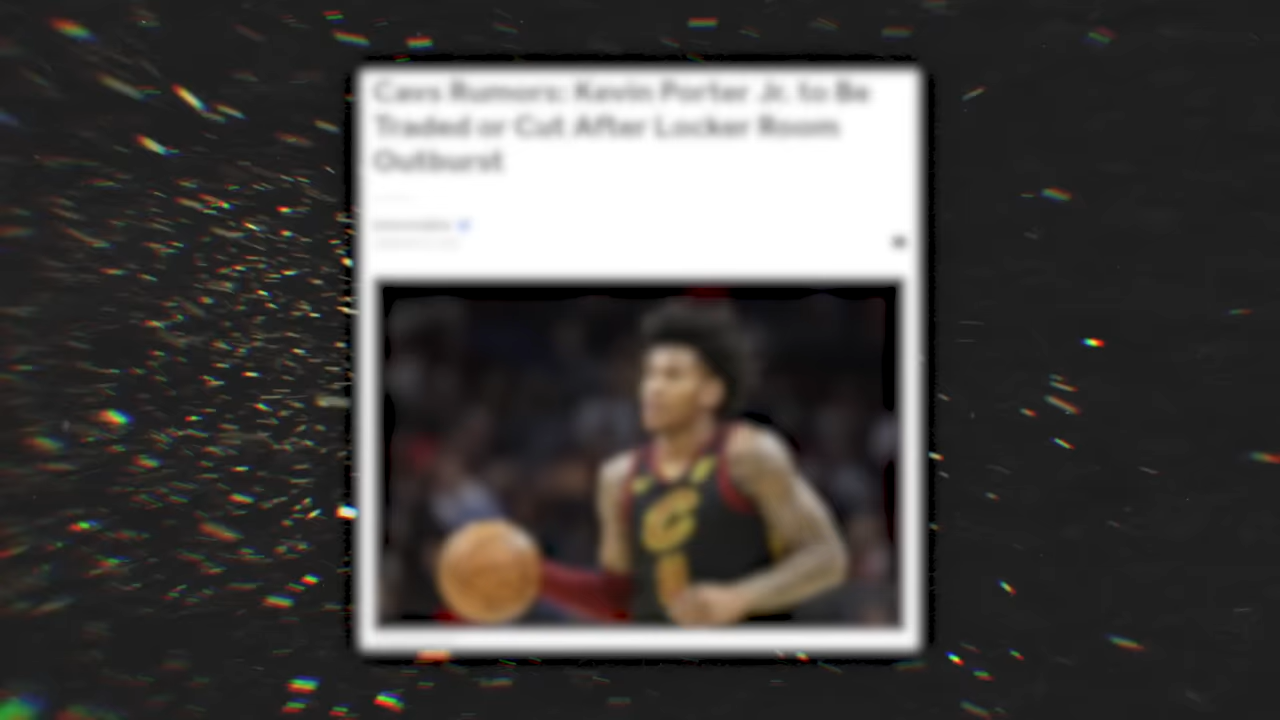 Cavs Rumors: Kevin Porter Jr. to Be
Traded or Cut After Locker Room
Outburst
C